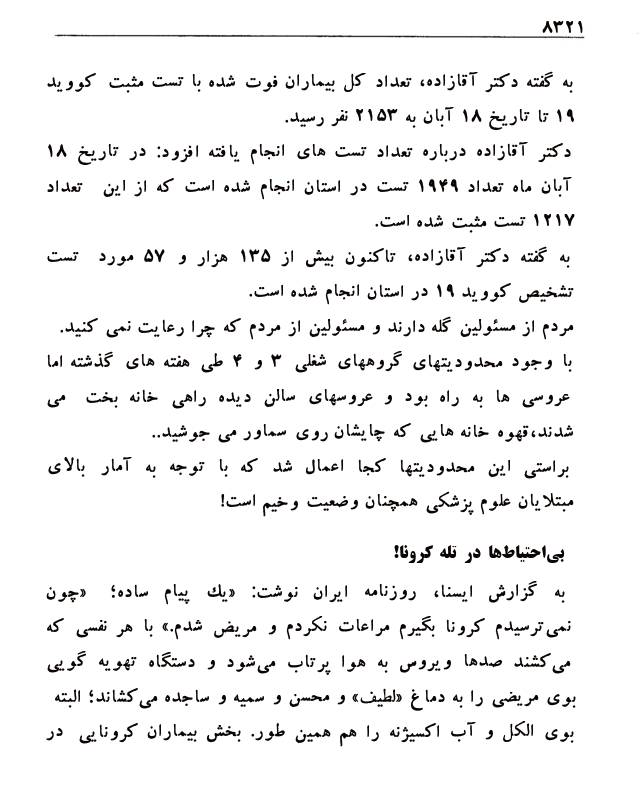 ۸۳۲۱
به گفته دکتر آقازاده، تعداد کل بیماران فوت شده با تست مثبت کووید
۱۹ تا تاریخ ۱۸ آبان به ۲۱۵۳ نفر رسید.
دکتر آقازاده درباره تعداد تست های انجام یافته افزود: در تاریخ ۱۸
آبان ماه تعداد ۱۹۴۹ تست در استان انجام شده است که از این تعداد
۱۲۱۷ تست مثبت شده است.
به گفته دکتر آقازاده، تاکنون بیش از ۱۳۵ هزار و ۵۷ مورد تست
تشخیص کووید ۱۹ در استان انجام شده است.
مردم از مسئولین گله دارند و مسئولین از مردم که چرا رعایت نمی کنید.
با وجود محدودیتهای گروههای شغلی ۳ و ۴ طی هفته های گذشته اما
عروسی ها به راه بود و عروسهای سالن دیده راهی خانه بخت می
شدند،قهوه خانه هایی که چایشان روی سماور می جوشید..
براستی این محدودیتها کجا اعمال شد که با توجه به آمار بالای
مبتلایان علوم پزشکی همچنان وضعیت وخیم است!
بی‌احتیاط‌ها در تله کرونا!
به گزارش ایسنا، روزنامه ایران نوشت: «یك پیام ساده؛ «چون
نمی‌ترسیدم کرونا بگیرم مراعات نکردم و مریض شدم.» با هر نفسی که
می‌کشند صدها ویروس به هوا پرتاب می‌شود و دستگاه تهویه گویی
بوی مریضی را به دماغ «لطیف» و محسن و سمیه و ساجده می‌کشاند؛ البته
بوی الکل و آب اکسیژنه را هم همین طور. بخش بیماران کرونایی در